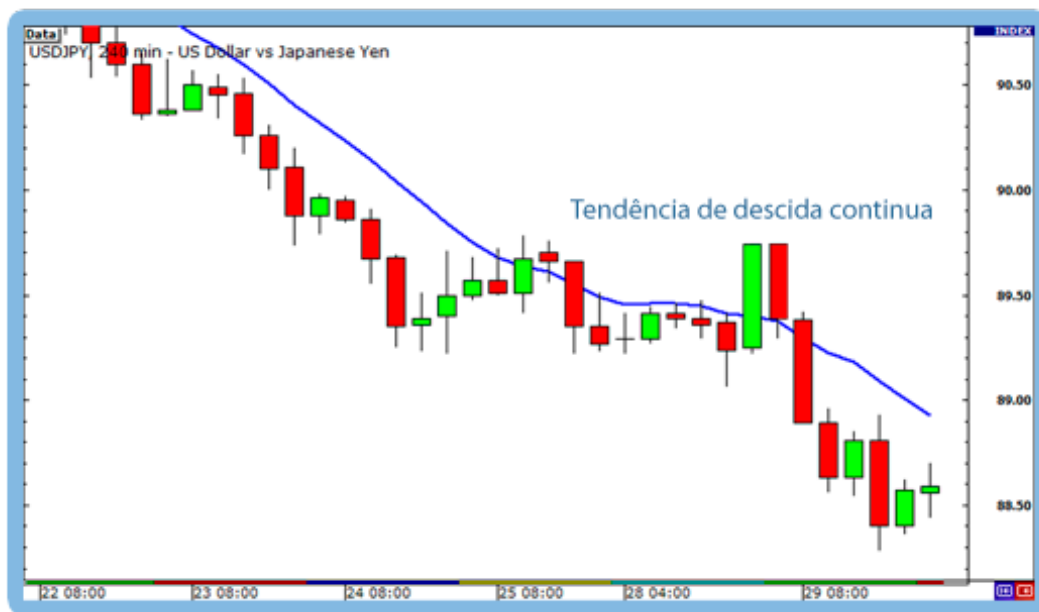 Data
INDEX
USDJPY, 240 min - US Dollar vs Japanese Yen
90.50
90.00
Tendência de descida continua
89.50
89.00
88.50
22 08:00 23 08:00 24 08:00 25 08:00 28 04:00 29 08:00